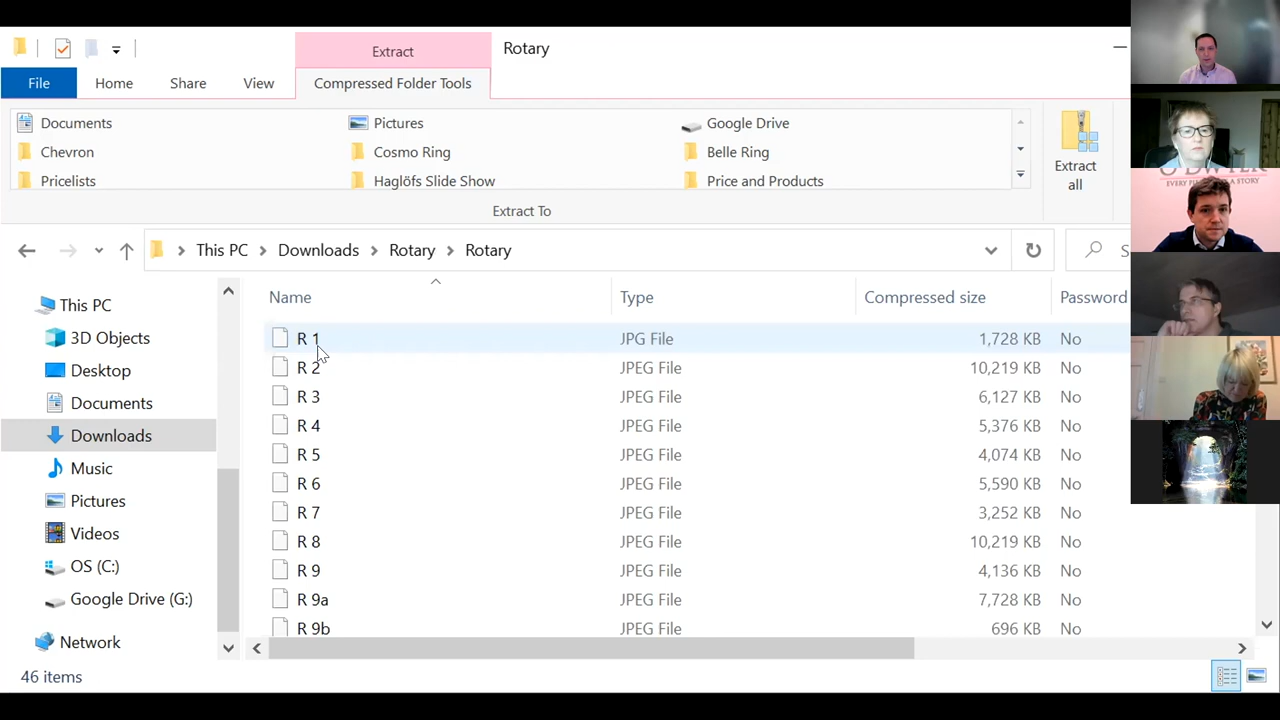 Extract
Rotary
File Home Share View Compressed Folder Tools
Documents Pictures Google Drive
Chevron Cosmo Ring Belle Ring
Pricelists Haglöfs Slide Show Price and Products
Extract all
Extract To
This PC Downloads Rotary Rotary
Name Type Compressed size Password
This PC
3D Objects
Desktop
Documents
Downloads
Music
Pictures
Videos
OS (C:)
Google Drive (G:)
Network
R 1 JPG File 1,728 KB No
R 2 JPEG File 10,219 KB No
R 3 JPEG File 6,127 KB No
R 4 JPEG File 5,376 KB No
R 5 JPEG File 4,074 KB No
R 6 JPEG File 5,590 KB No
R 7 JPEG File 3,252 KB No
R 8 JPEG File 10,219 KB No
R 9 JPEG File 4,136 KB No
R 9a JPEG File 7,728 KB No
R 9b JPEG File 696 KB No
46 items
A STORY